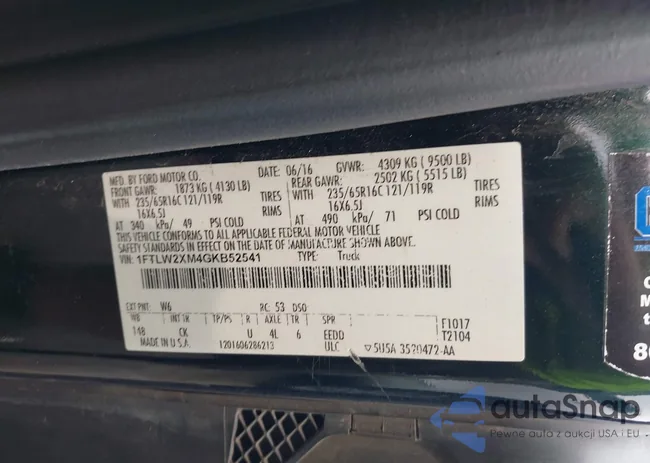 MFD. BY FORD MOTOR CO.
DATE: 06/16
GVWR: 4309 KG ( 9500 LB)
FRONT GAWR: 1873 KG ( 4130 LB)
REAR GAWR: 2502 KG ( 5515 LB)
WITH 235/65R16C 121/119R TIRES
WITH 235/65R16C 121/119R TIRES
16X6.5J RIMS
16X6.5J RIMS
AT 340 kPa/ 49 PSI COLD
AT 490 kPa/ 71 PSI COLD
THIS VEHICLE CONFORMS TO ALL APPLICABLE FEDERAL MOTOR VEHICLE
SAFETY STANDARDS IN EFFECT ON THE DATE OF MANUFACTURE SHOWN ABOVE.
VIN: 1FTLW2XM4GKB52541
TYPE: Truck
EXT PNT: W6 RC: 53 DSO
WB INT TR TP/PS R AXLE TR SPR
148 CK U 4L 6 EEDD
F1017
T2104
MADE IN U.S.A. 1201606286213 ULC
autoSnap
Pewne auta z aukcji USA i EU